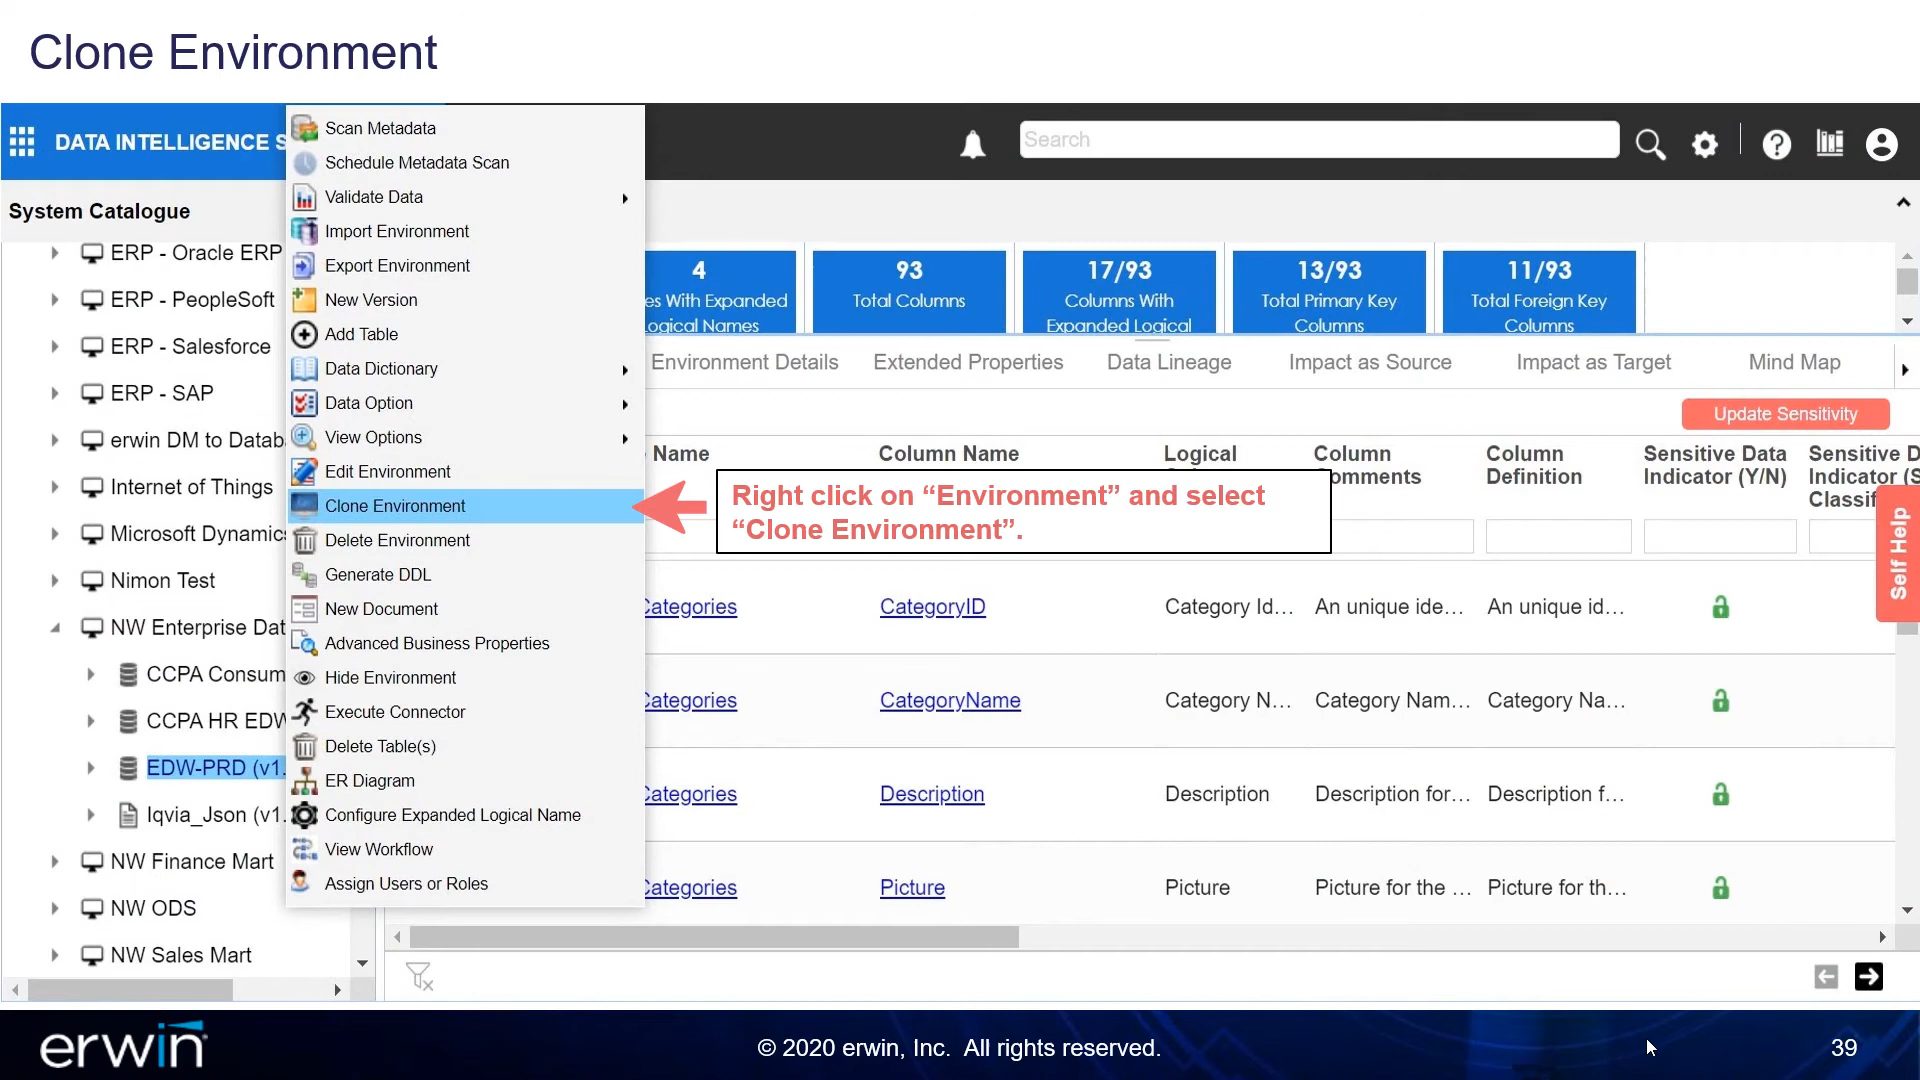 Clone Environment
DATA INTELLIGENCE S
Search
System Catalogue
ERP - Oracle ERP
ERP - PeopleSoft
ERP - Salesforce
ERP - SAP
erwin DM to Datab
Internet of Things
Microsoft Dynamics
Nimon Test
NW Enterprise Dat
CCPA Consum
CCPA HR EDW
EDW-PRD (v1.
Iqvia_Json (v1.
NW Finance Mart
NW ODS
NW Sales Mart
Scan Metadata
Schedule Metadata Scan
Validate Data
Import Environment
Export Environment
New Version
Add Table
Data Dictionary
Data Option
View Options
Edit Environment
Clone Environment
Delete Environment
Generate DDL
New Document
Advanced Business Properties
Hide Environment
Execute Connector
Delete Table(s)
ER Diagram
Configure Expanded Logical Name
View Workflow
Assign Users or Roles
4
es With Expanded
Logical Names
93
Total Columns
17/93
Columns With
Expanded Logical
13/93
Total Primary Key
Columns
11/93
Total Foreign Key
Columns
Environment Details Extended Properties Data Lineage Impact as Source Impact as Target Mind Map
Update Sensitivity
Name
Column Name
Logical
Column
Comments
Column
Definition
Sensitive Data
Indicator (Y/N)
Sensitive D
Indicator (S
Classif
Right click on “Environment” and select
“Clone Environment”.
Self Help
Categories CategoryID Category Id... An unique ide... An unique id...
Categories CategoryName Category N... Category Nam... Category Na...
Categories Description Description Description for... Description f...
Categories Picture Picture Picture for the ... Picture for th...
erwin
© 2020 erwin, Inc. All rights reserved.
39